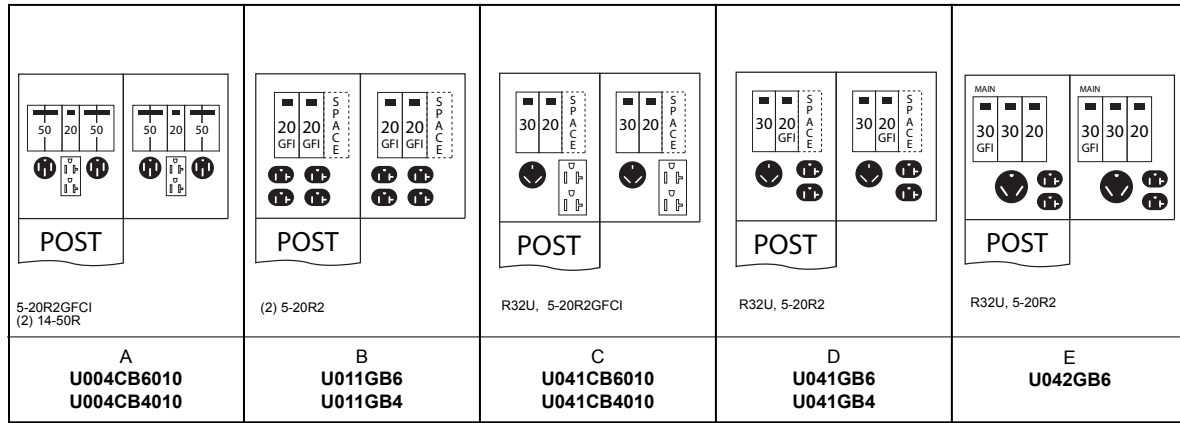 50 20 50
50 20 50
POST
5-20R2GFCI
(2) 14-50R
A
U004CB6010
U004CB4010
20 20
GFI GFI
SPACE
20 20
GFI GFI
SPACE
POST
(2) 5-20R2
B
U011GB6
U011GB4
30 20
SPACE
30 20
SPACE
POST
R32U, 5-20R2GFCI
C
U041CB6010
U041CB4010
30 20
GFI
SPACE
30 20
GFI
SPACE
POST
R32U, 5-20R2
D
U041GB6
U041GB4
MAIN
30 30 20
GFI
MAIN
30 30 20
GFI
POST
R32U, 5-20R2
E
U042GB6